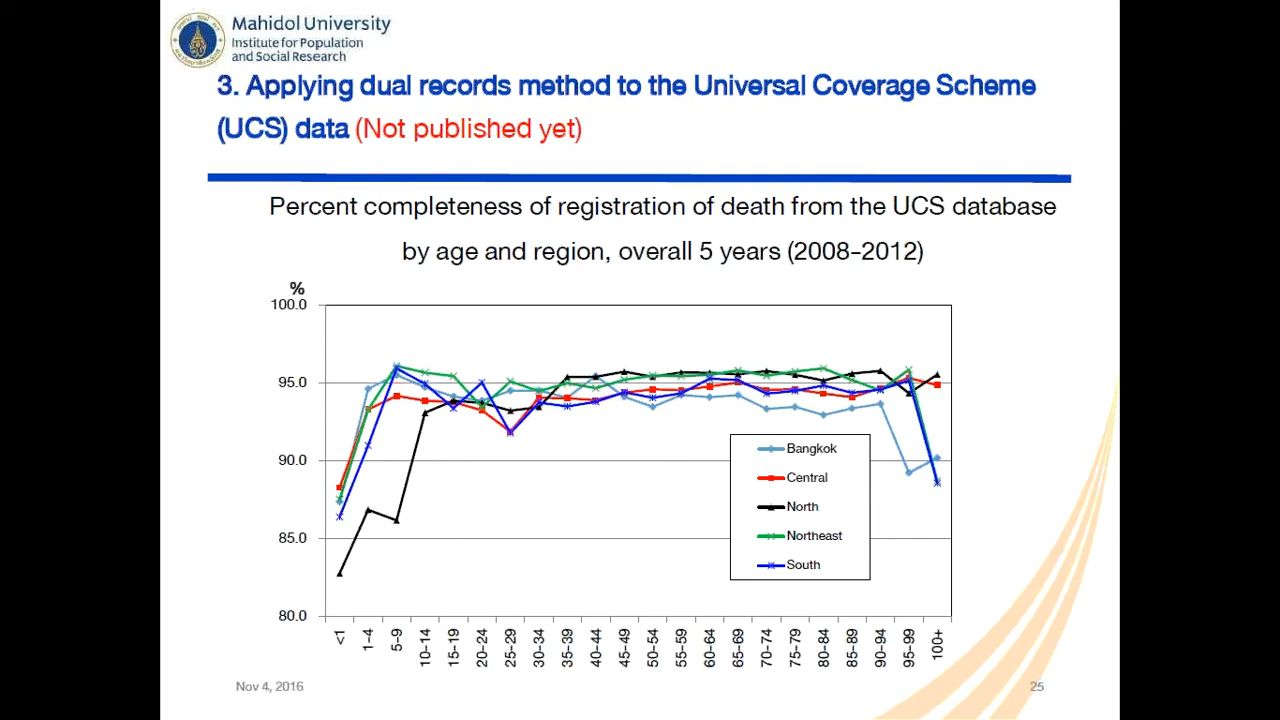 Mahidol University
Institute for Population
and Social Research
3. Applying dual records method to the Universal Coverage Scheme
(UCS) data (Not published yet)
Percent completeness of registration of death from the UCS database
by age and region, overall 5 years (2008-2012)
%
100.0
95.0
90.0
85.0
80.0
Bangkok
Central
North
Northeast
South
<1
1-4
5-9
10-14
15-19
20-24
25-29
30-34
35-39
40-44
45-49
50-54
55-59
60-64
65-69
70-74
75-79
80-84
85-89
90-94
95-99
100+
Nov 4, 2016
25